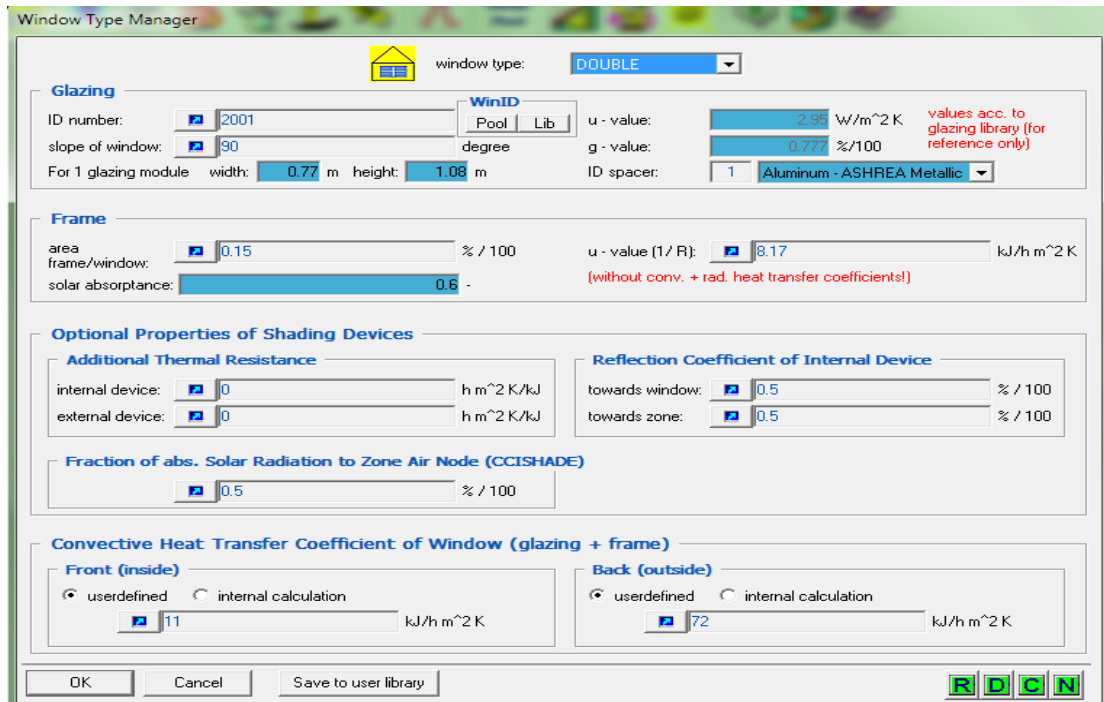 Window Type Manager
window type: DOUBLE
Glazing
WinID
ID number: 2001 Pool Lib u - value: 2.95 W/m^2 K values acc. to
glazing library (for
reference only)
slope of window: 90 degree g - value: 0.777 %/100
For 1 glazing module width: 0.77 m height: 1.08 m ID spacer: 1 Aluminum - ASHREA Metallic
Frame
area
frame/window: 0.15 % / 100 u - value (1/ R): 8.17 kJ/h m^2 K
solar absorptance: 0.6 - (without conv. + rad. heat transfer coefficients!)
Optional Properties of Shading Devices
Additional Thermal Resistance Reflection Coefficient of Internal Device
internal device: 0 h m^2 K/kJ towards window: 0.5 % / 100
external device: 0 h m^2 K/kJ towards zone: 0.5 % / 100
Fraction of abs. Solar Radiation to Zone Air Node (CCISHADE)
0.5 % / 100
Convective Heat Transfer Coefficient of Window (glazing + frame)
Front (inside) Back (outside)
userdefined internal calculation userdefined internal calculation
11 kJ/h m^2 K 72 kJ/h m^2 K
OK Cancel Save to user library R D C N